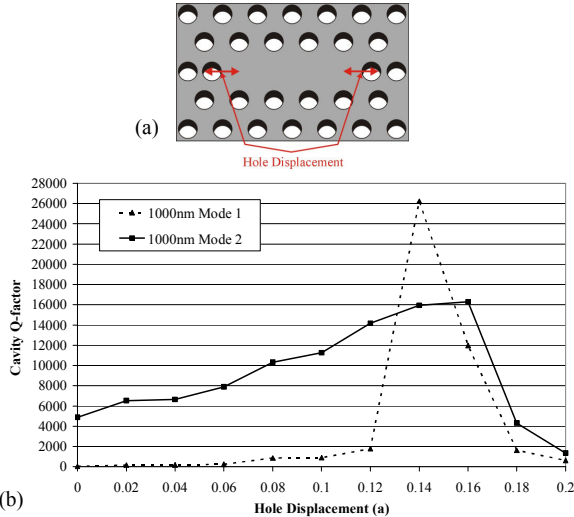 (a)
Hole Displacement
28000
26000
24000
22000
20000
18000
16000
14000
12000
10000
8000
6000
4000
2000
0
Cavity Q-factor
1000nm Mode 1
1000nm Mode 2
0 0.02 0.04 0.06 0.08 0.1 0.12 0.14 0.16 0.18 0.2
Hole Displacement (a)
(b)